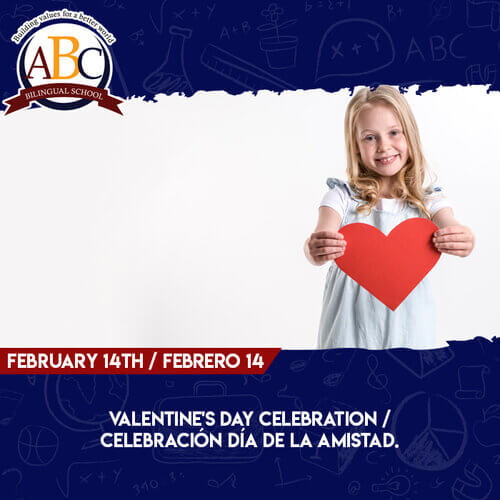 Building values for a better world
ABC
BILINGUAL SCHOOL
X + Y
ABC
FEBRUARY 14TH / FEBRERO 14
VALENTINE'S DAY CELEBRATION /
CELEBRACIÓN DÍA DE LA AMISTAD.